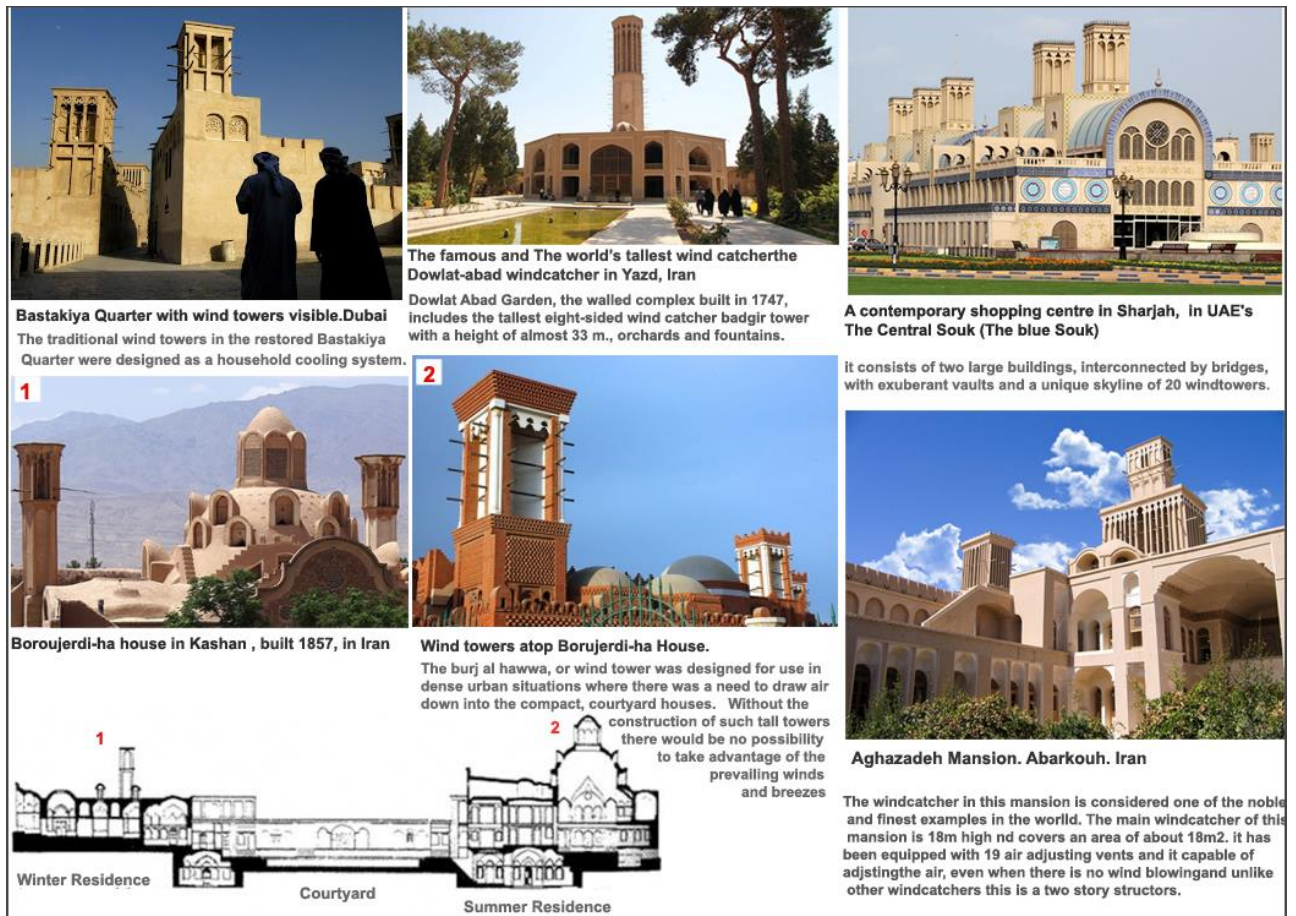 Bastakiya Quarter with wind towers visible.Dubai
The traditional wind towers in the restored Bastakiya
Quarter were designed as a household cooling system.
The famous and The world's tallest wind catcherthe
Dowlat-abad windcatcher in Yazd, Iran
Dowlat Abad Garden, the walled complex built in 1747,
includes the tallest eight-sided wind catcher badgir tower
with a height of almost 33 m., orchards and fountains.
A contemporary shopping centre in Sharjah, in UAE's
The Central Souk (The blue Souk)
it consists of two large buildings, interconnected by bridges,
with exuberant vaults and a unique skyline of 20 windtowers.
1
Boroujerdi-ha house in Kashan , built 1857, in Iran
2
Wind towers atop Borujerdi-ha House.
The burj al hawwa, or wind tower was designed for use in
dense urban situations where there was a need to draw air
down into the compact, courtyard houses. Without the
construction of such tall towers
there would be no possibility
to take advantage of the
prevailing winds
and breezes
1
2
Winter Residence
Courtyard
Summer Residence
Aghazadeh Mansion. Abarkouh. Iran
The windcatcher in this mansion is considered one of the noble
and finest examples in the worlld. The main windcatcher of this
mansion is 18m high nd covers an area of about 18m2. it has
been equipped with 19 air adjusting vents and it capable of
adjstingthe air, even when there is no wind blowingand unlike
other windcatchers this is a two story structors.